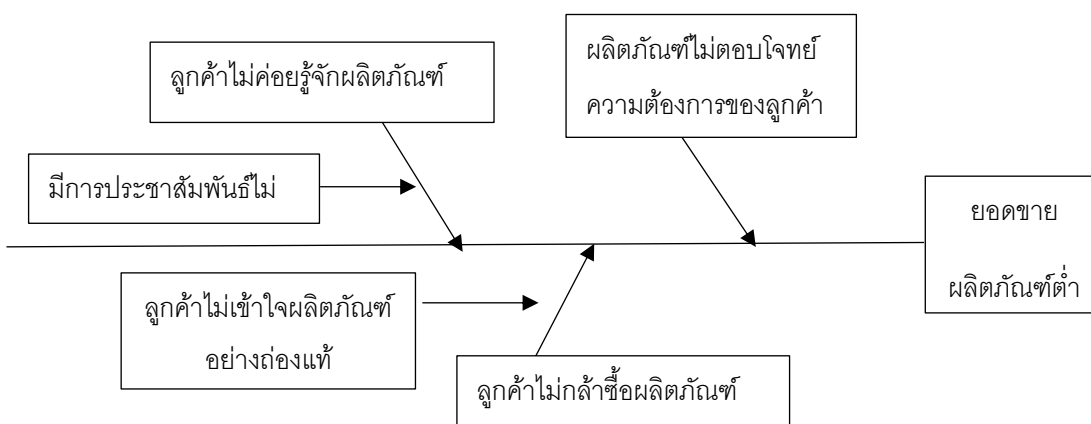 ผลิตภัณฑ์ไม่ตอบโจทย์
ความต้องการของลูกค้า
ลูกค้าไม่ค่อยรู้จักผลิตภัณฑ์
มีการประชาสัมพันธ์ไม่
ยอดขาย
ผลิตภัณฑ์ต่ำ
ลูกค้าไม่เข้าใจผลิตภัณฑ์
อย่างถ่องแท้
ลูกค้าไม่กล้าซื้อผลิตภัณฑ์